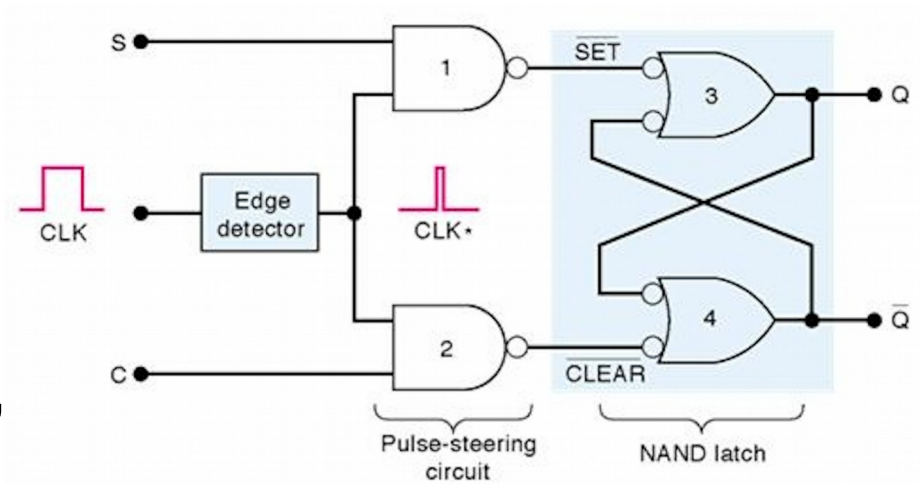 S
1
SET
3
Q
CLK
Edge
detector
CLK*
4
Q̅
2
C
CLEAR
Pulse-steering
circuit
NAND latch